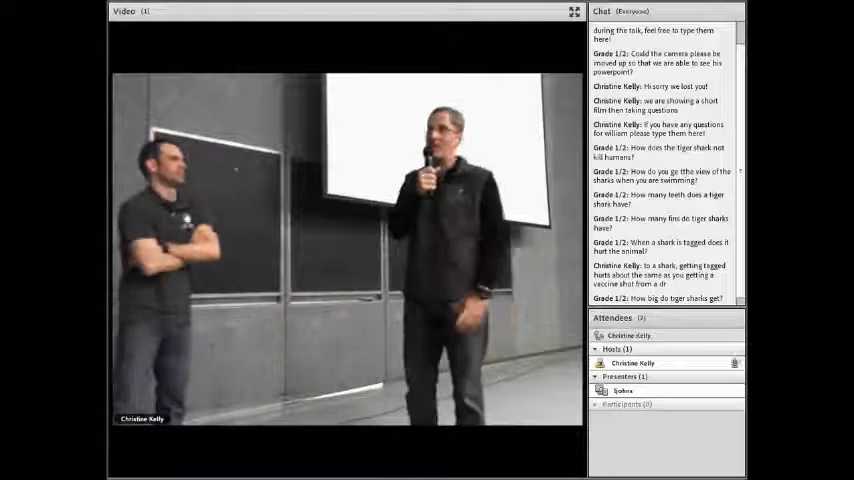 Video (1)
Chat (Everyone)
during the talk, feel free to type them
here!
Grade 1/2: Could the camera please be
moved up so that we are able to see his
powerpoint?
Christine Kelly: Hi sorry we lost you!
Christine Kelly: we are showing a short
film then taking questions
Christine Kelly: If you have any questions
for william please type them here!
Grade 1/2: How does the tiger shark not
kill humans?
Grade 1/2: How do you ge tthe view of the
sharks when you are swimming?
Grade 1/2: How many teeth does a tiger
shark have?
Grade 1/2: How many fins do tiger sharks
have?
Grade 1/2: When a shark is tagged does it
hurt the animal?
Christine Kelly: to a shark, getting tagged
hurts about the same as you getting a
vaccine shot from a dr
Grade 1/2: How big do tiger sharks get?
Attendees (2)
Christine Kelly
Hosts (1)
Christine Kelly
Presenters (1)
ljohns
Participants (0)
Christine Kelly